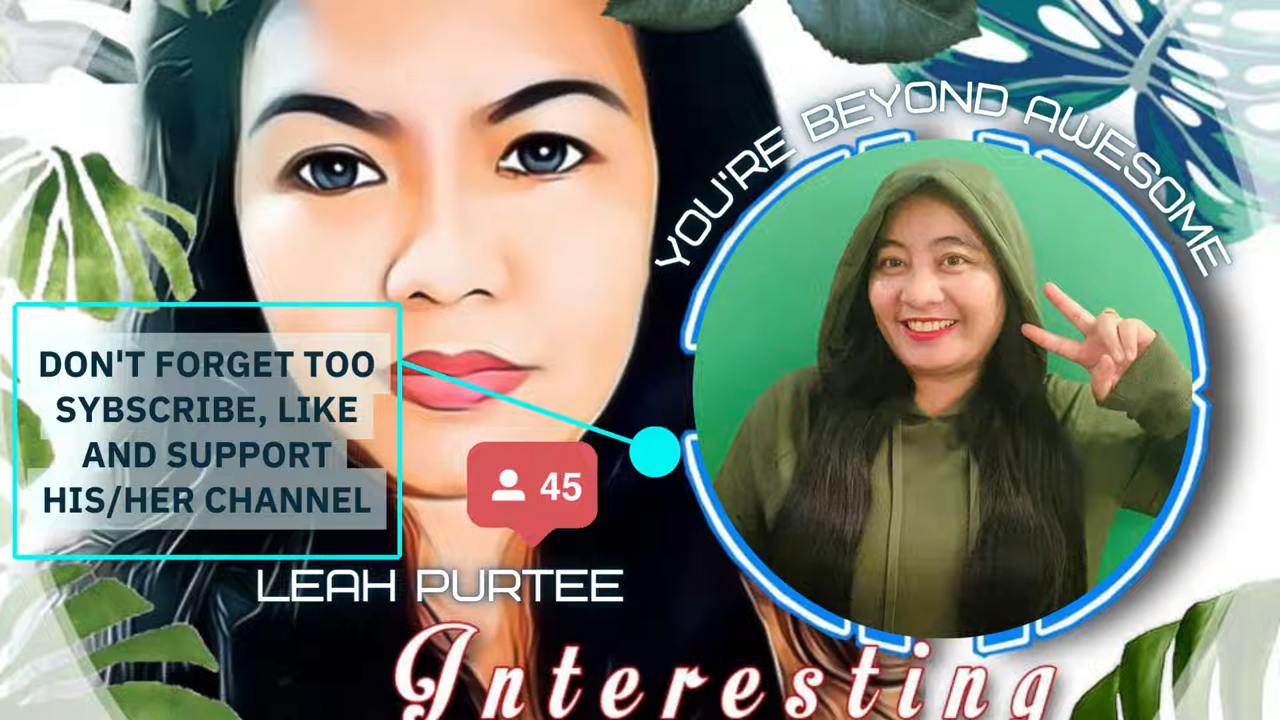 YOU'RE BEYOND AWESOME
DON'T FORGET TOO
SYBSCRIBE, LIKE
AND SUPPORT
HIS/HER CHANNEL
45
LEAH PURTEE
Interesting